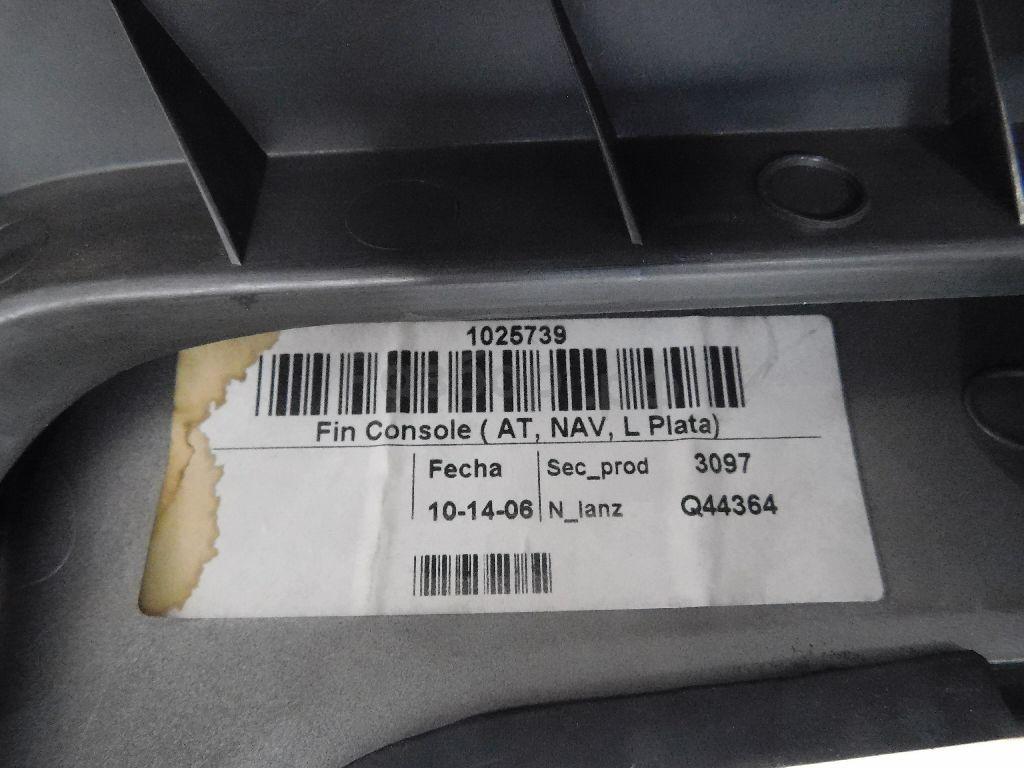 1025739
Fin Console ( AT, NAV, L Plata)
Fecha Sec_prod 3097
10-14-06 N_lanz Q44364